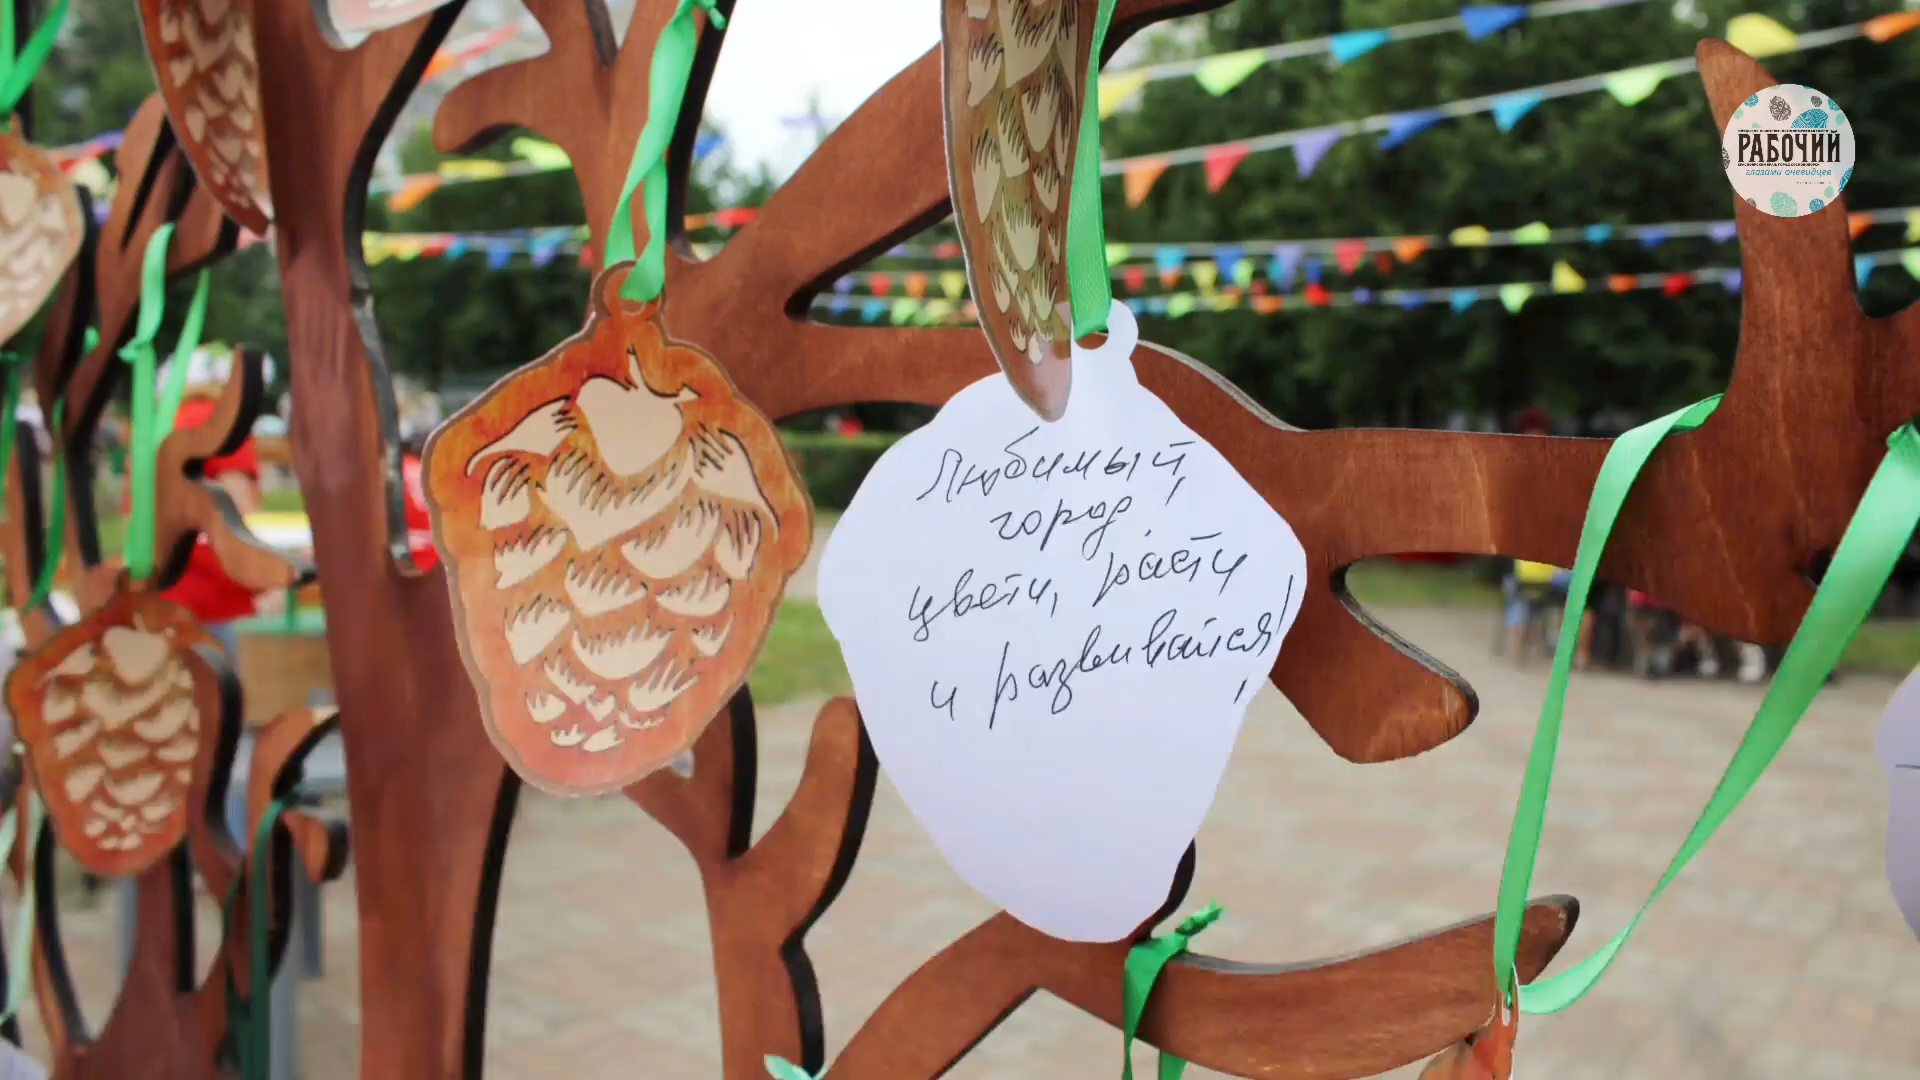 РАБОЧИЙ
глазами очевидцев
Любимый
город,
цвети, расти
и развивайся!